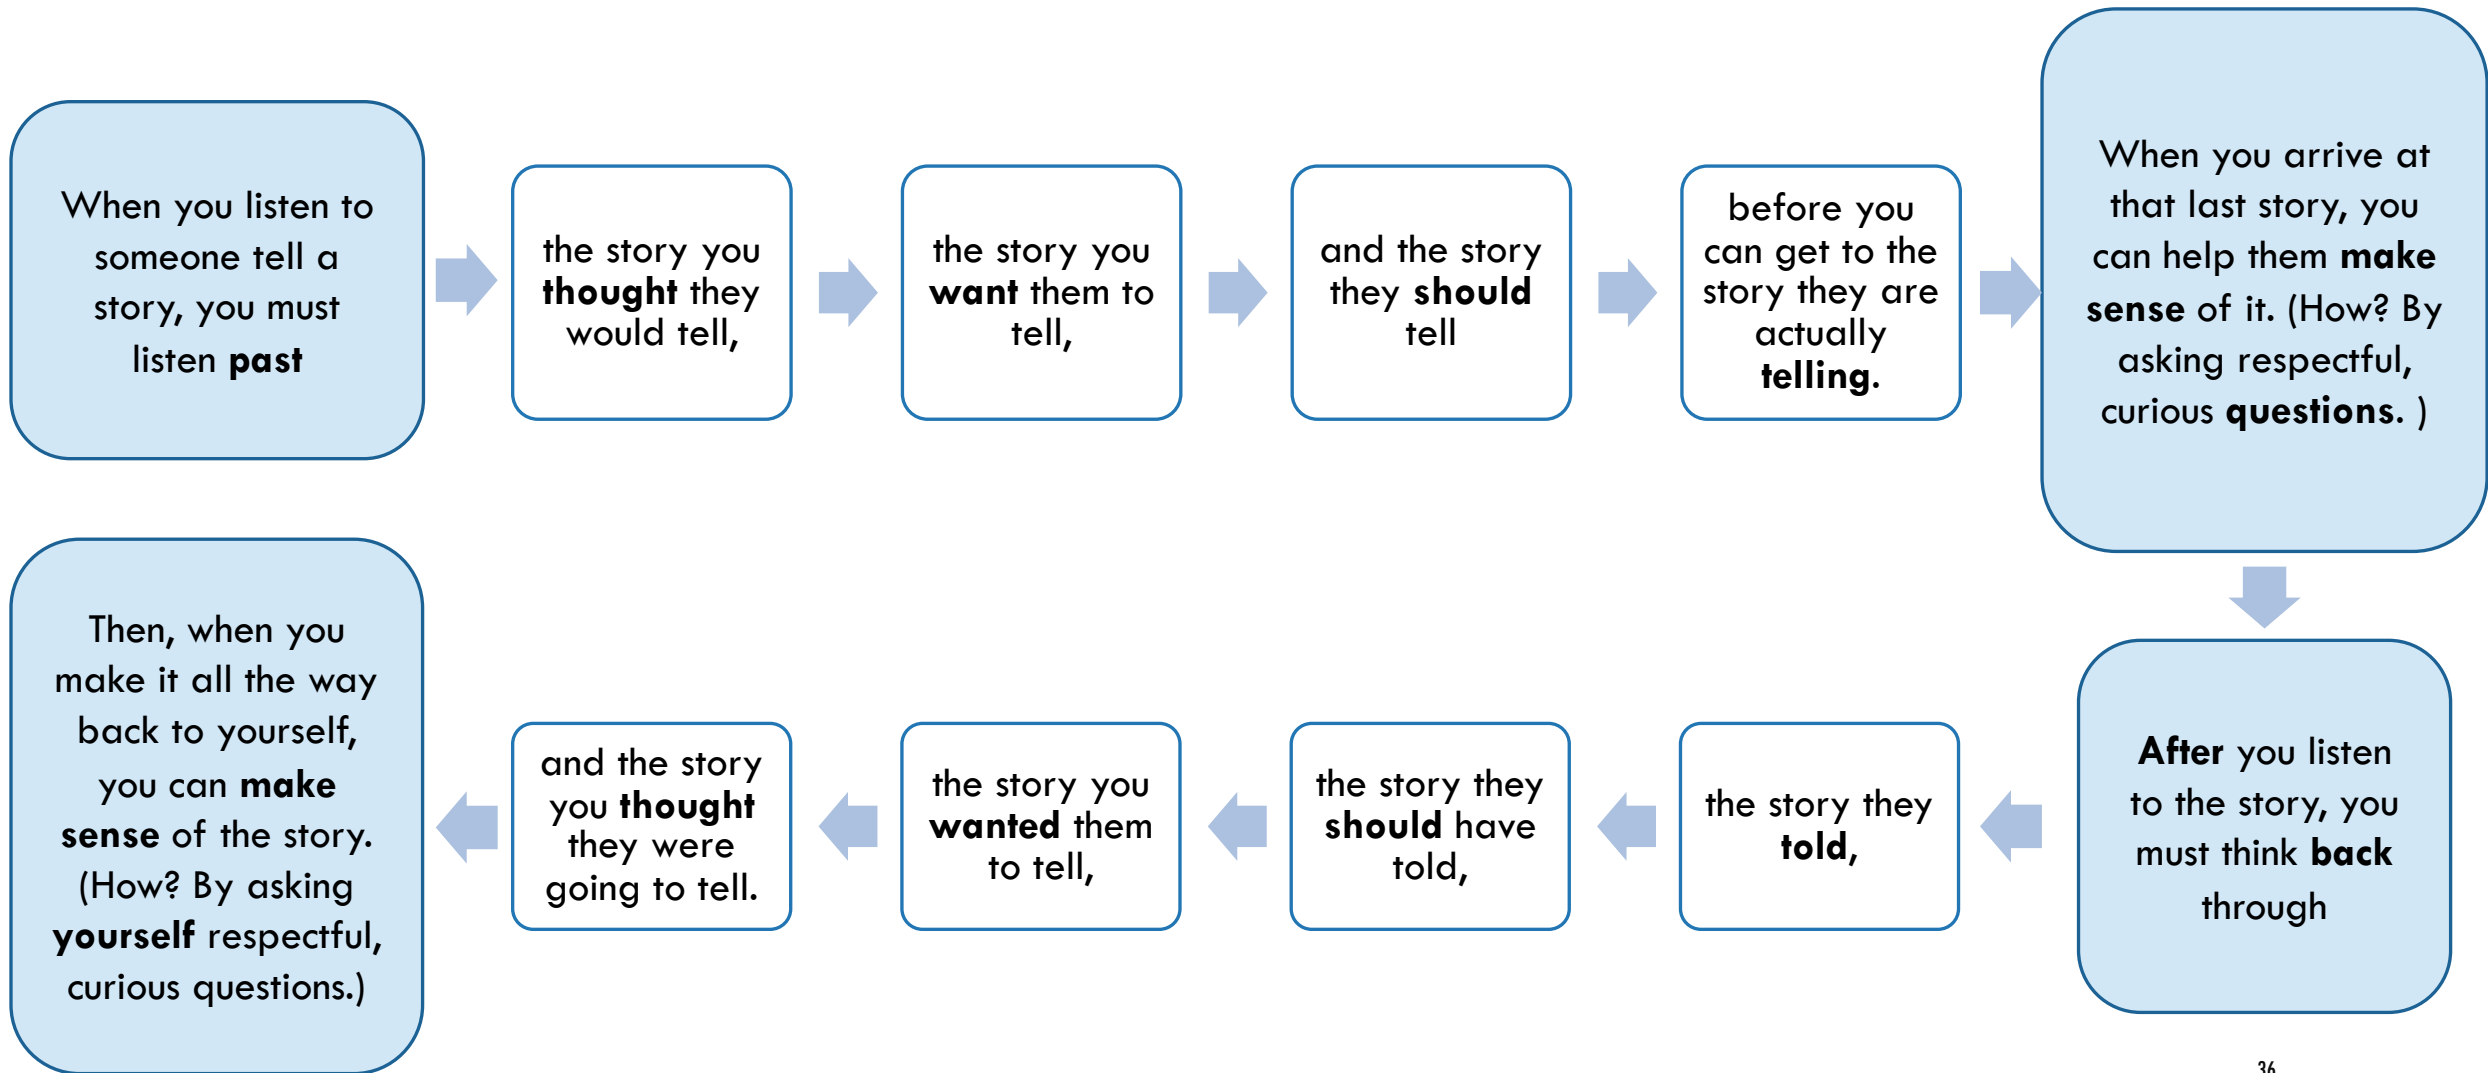 When you listen to
someone tell a
story, you must
listen past
the story you
thought they
would tell,
the story you
want them to
tell,
and the story
they should
tell
before you
can get to the
story they are
actually
telling.
When you arrive at
that last story, you
can help them make
sense of it. (How? By
asking respectful,
curious questions. )
After you listen
to the story, you
must think back
through
the story they
told,
the story they
should have
told,
the story you
wanted them
to tell,
and the story
you thought
they were
going to tell.
Then, when you
make it all the way
back to yourself,
you can make
sense of the story.
(How? By asking
yourself respectful,
curious questions.)
36